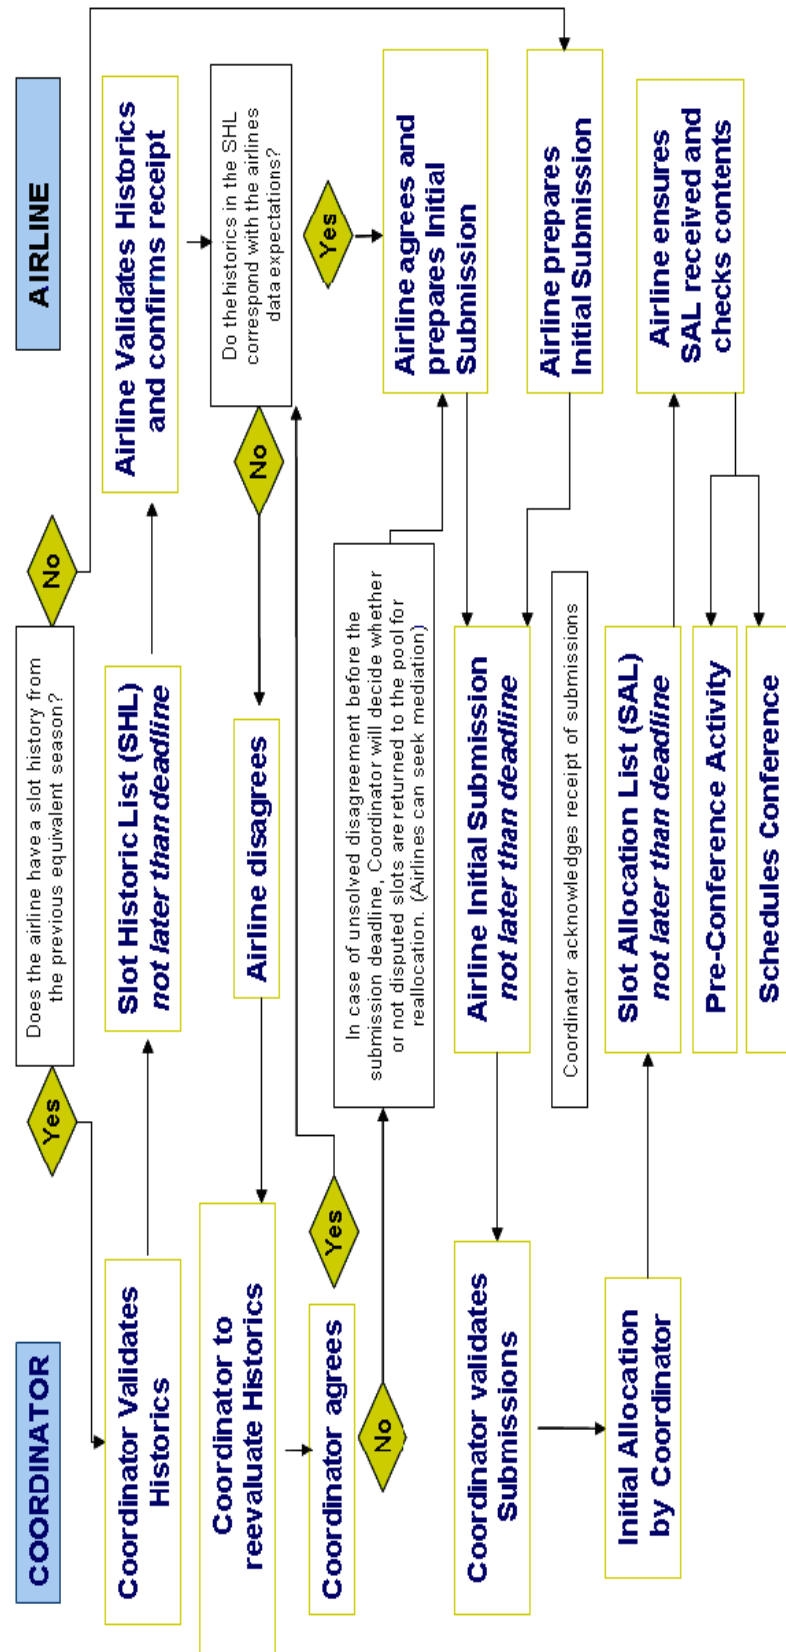 COORDINATOR
AIRLINE
Does the airline have a slot history from
the previous equivalent season?
Yes
No
Coordinator Validates
Historics
Slot Historic List (SHL)
not later than deadline
Airline Validates Historics
and confirms receipt
Do the historics in the SHL
correspond with the airlines
data expectations?
No
Yes
Coordinator to
reevaluate Historics
Airline disagrees
Coordinator agrees
Yes
No
In case of unsolved disagreement before the
submission deadline, Coordinator will decide whether
or not disputed slots are returned to the pool for
reallocation. (Airlines can seek mediation)
Airline agrees and
prepares Initial
Submission
Coordinator validates
Submissions
Airline Initial Submission
not later than deadline
Airline prepares
Initial Submission
Coordinator acknowledges receipt of submissions
Initial Allocation
by Coordinator
Slot Allocation List (SAL)
not later than deadline
Airline ensures
SAL received and
checks contents
Pre-Conference Activity
Schedules Conference